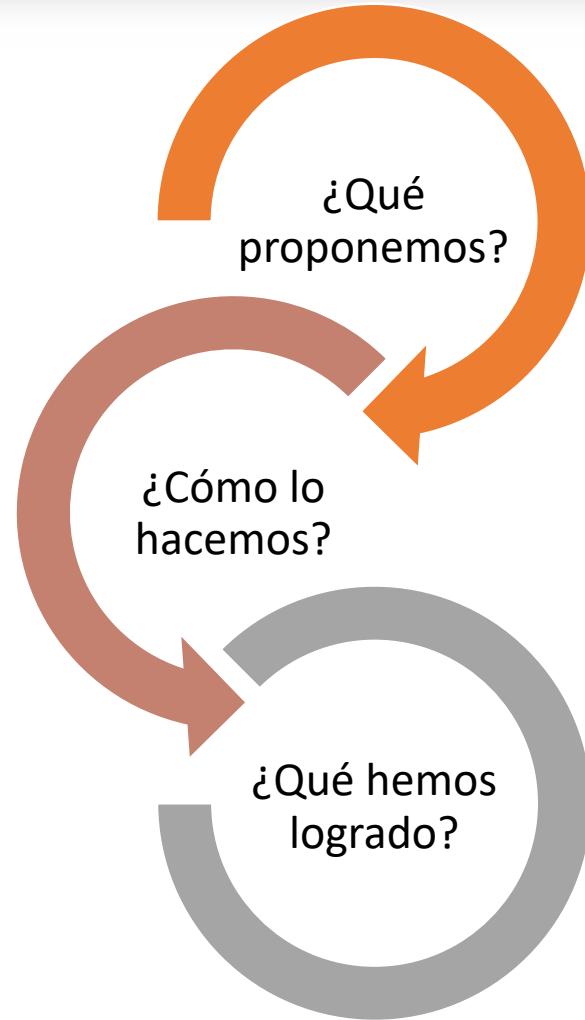 ¿Qué
proponemos?
¿Cómo lo
hacemos?
¿Qué hemos
logrado?